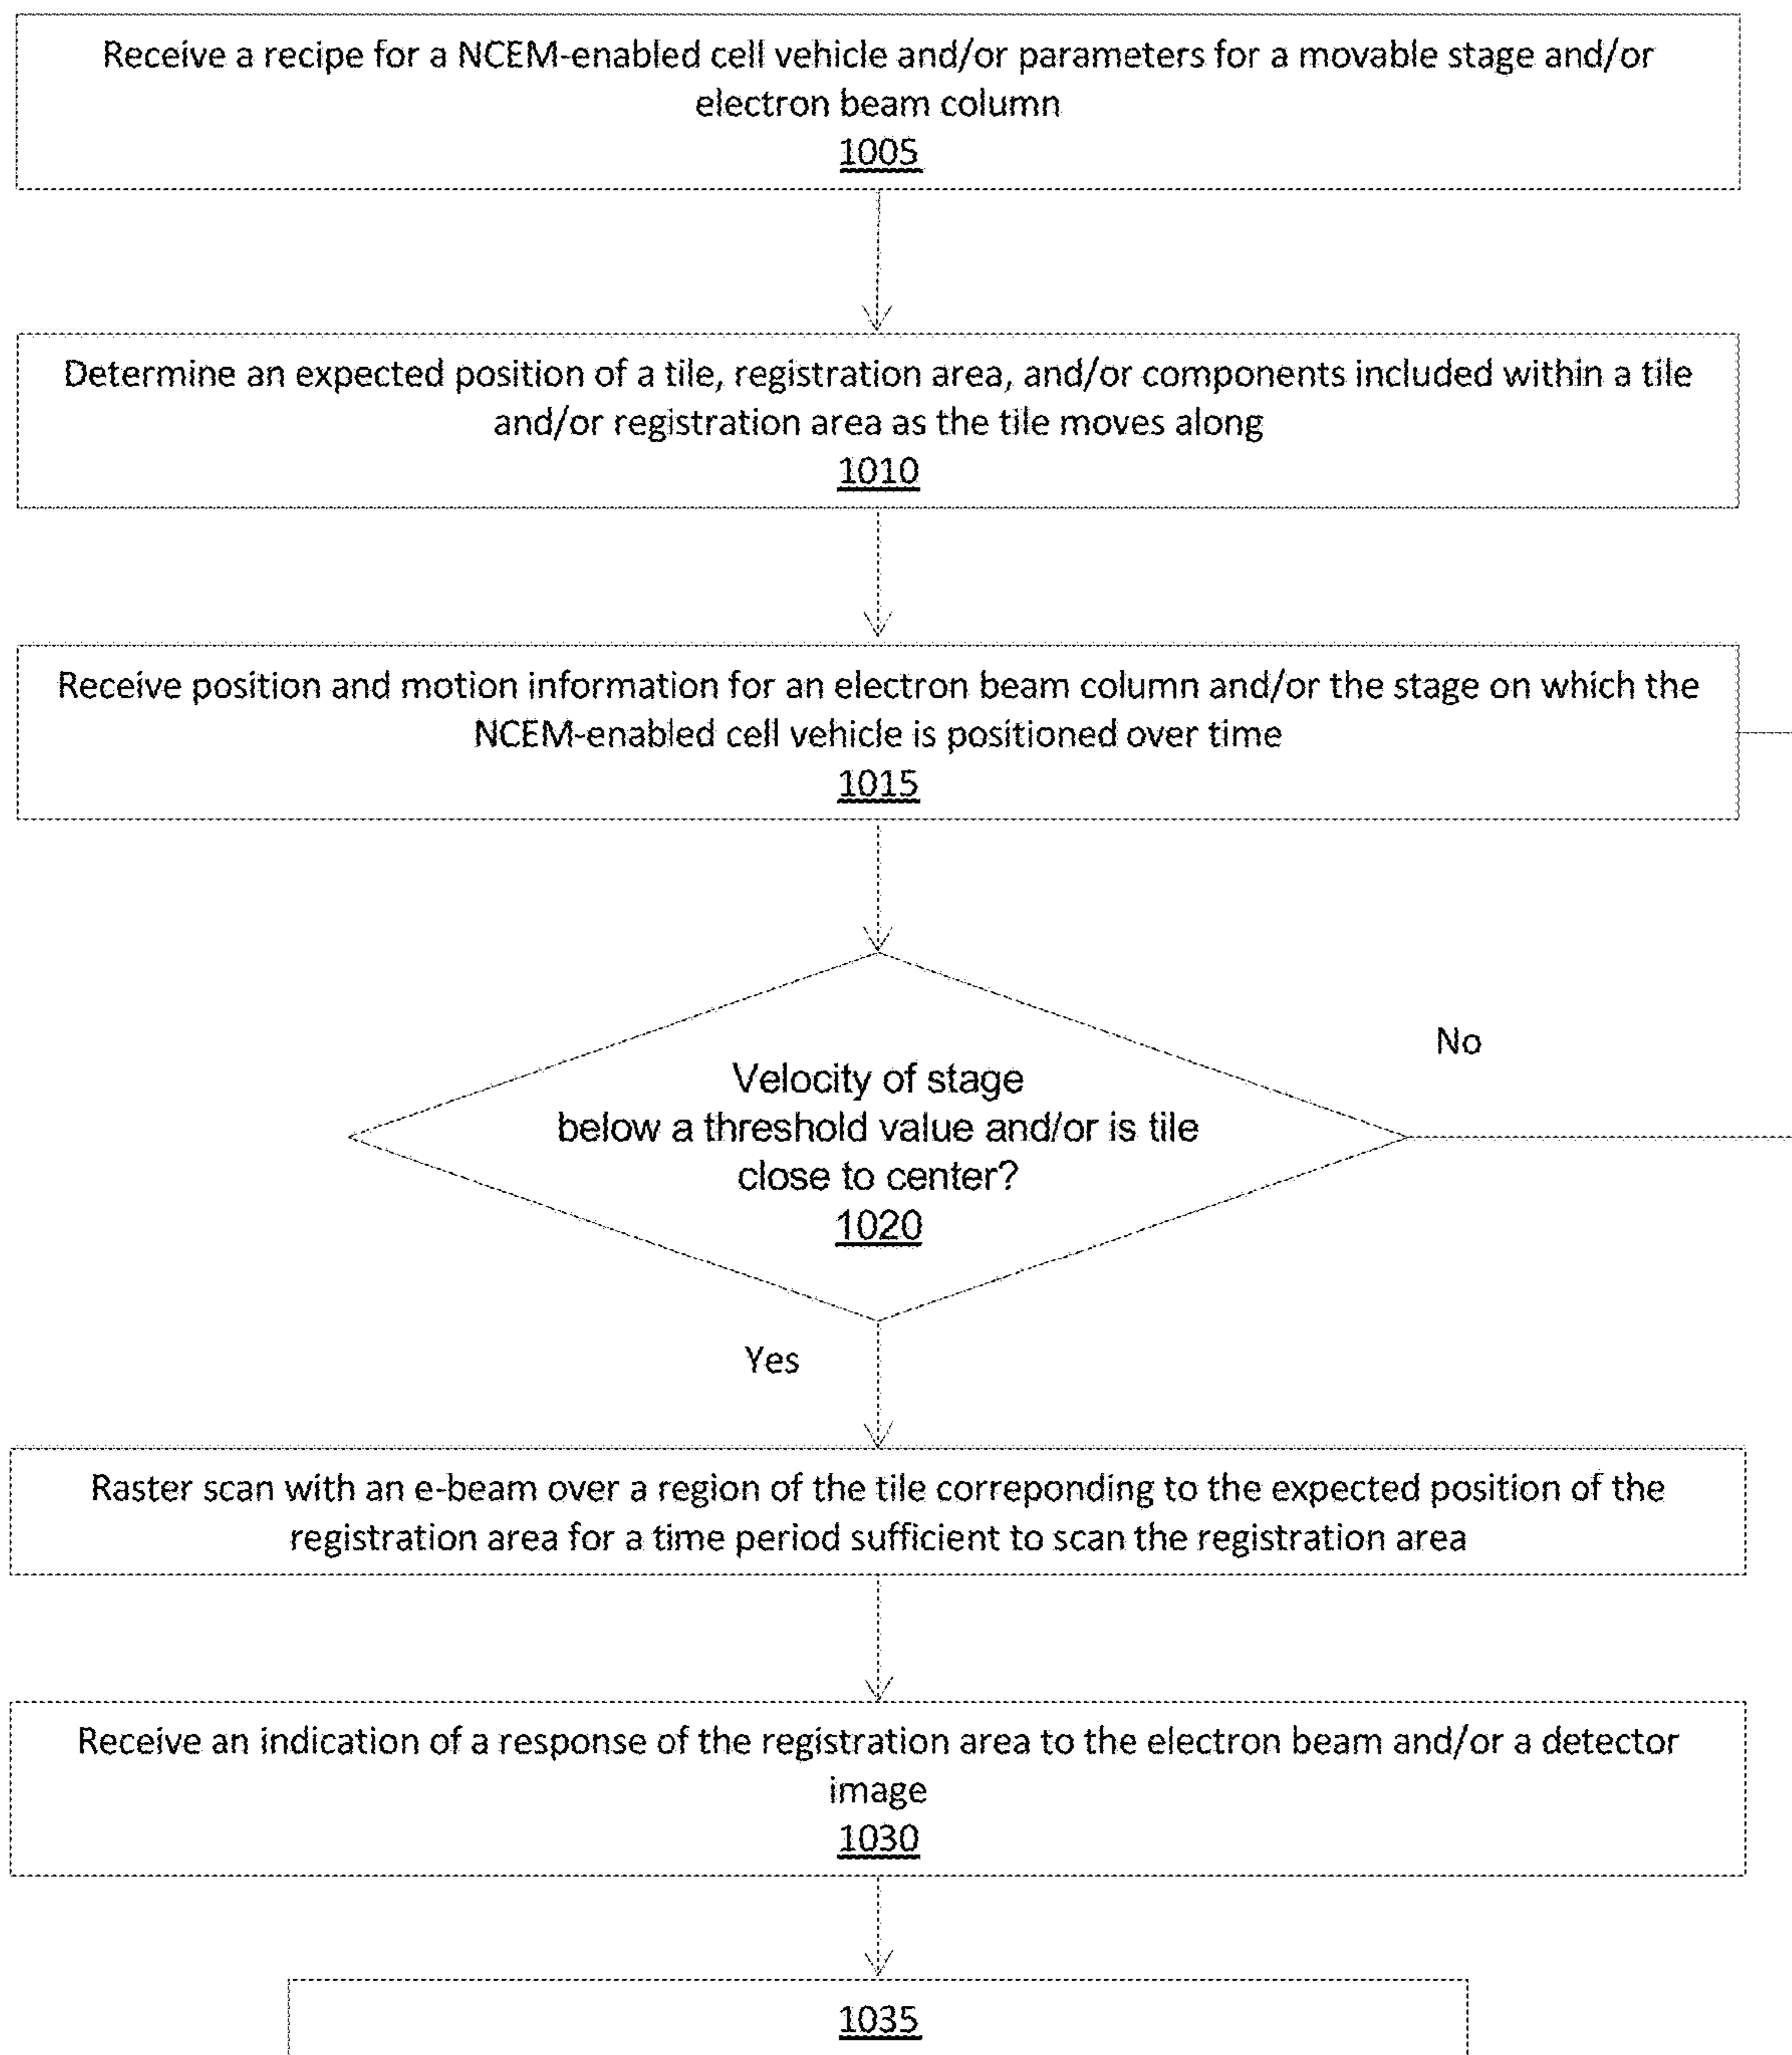 Receive a recipe for a NCEM-enabled cell vehicle and/or parameters for a movable stage and/or
electron beam column
1005
Determine an expected position of a tile, registration area, and/or components included within a tile
and/or registration area as the tile moves along
1010
Receive position and motion information for an electron beam column and/or the stage on which the
NCEM-enabled cell vehicle is positioned over time
1015
Velocity of stage
below a threshold value and/or is tile
close to center?
1020
No
Yes
Raster scan with an e-beam over a region of the tile correponding to the expected position of the
registration area for a time period sufficient to scan the registration area
Receive an indication of a response of the registration area to the electron beam and/or a detector
image
1030
1035